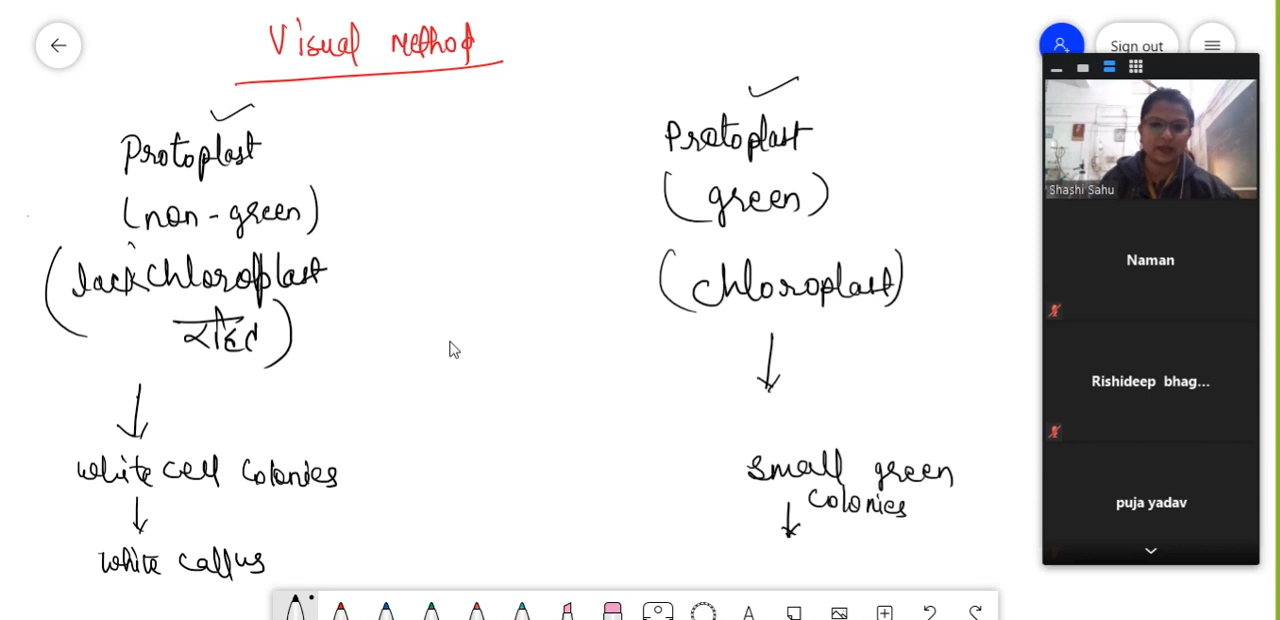 Visual Method
Sign out
Protoplast
(non-green)
(lack chloroplast
रहित)
white cell colonies
white callus
Protoplast
(green)
(chloroplast)
small green
colonies
Shashi Sahu
Naman
Rishideep bhag...
puja yadav
A